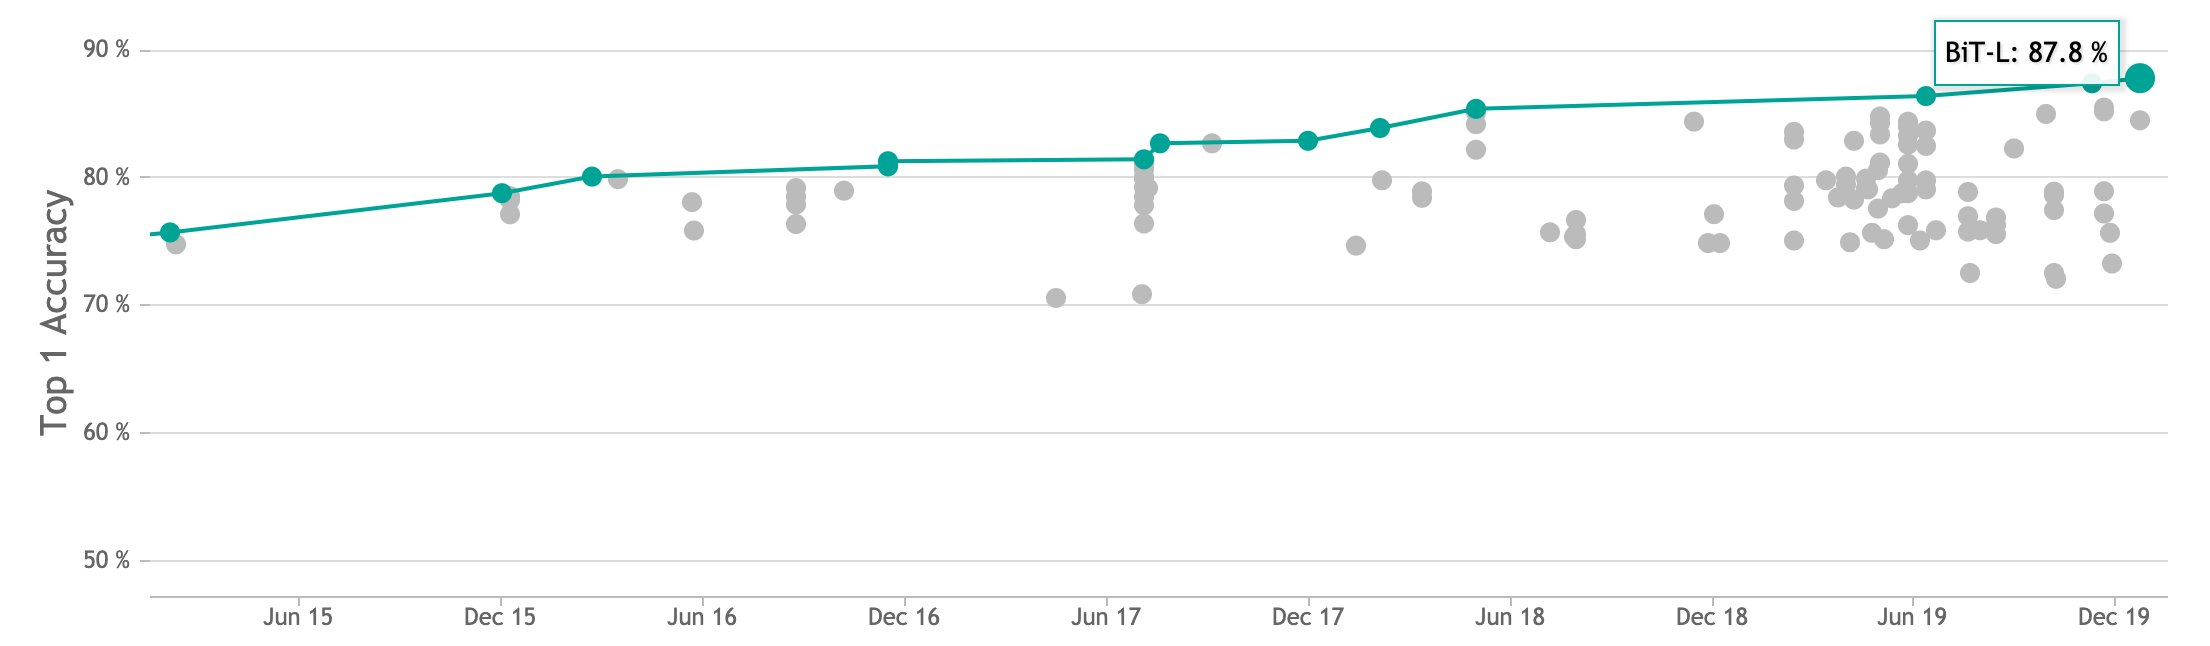 90 %
BiT-L: 87.8 %
80 %
70 %
60 %
50 %
Top 1 Accuracy
Jun 15 Dec 15 Jun 16 Dec 16 Jun 17 Dec 17 Jun 18 Dec 18 Jun 19 Dec 19